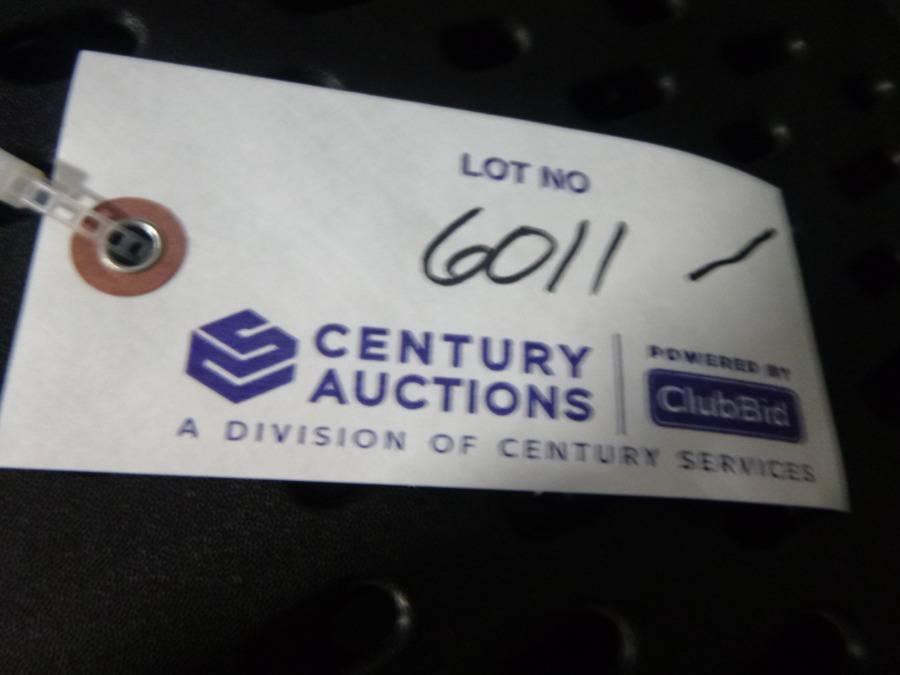 LOT NO
6011 -
CENTURY
AUCTIONS
POWERED BY
ClubBid
A DIVISION OF CENTURY SERVICES